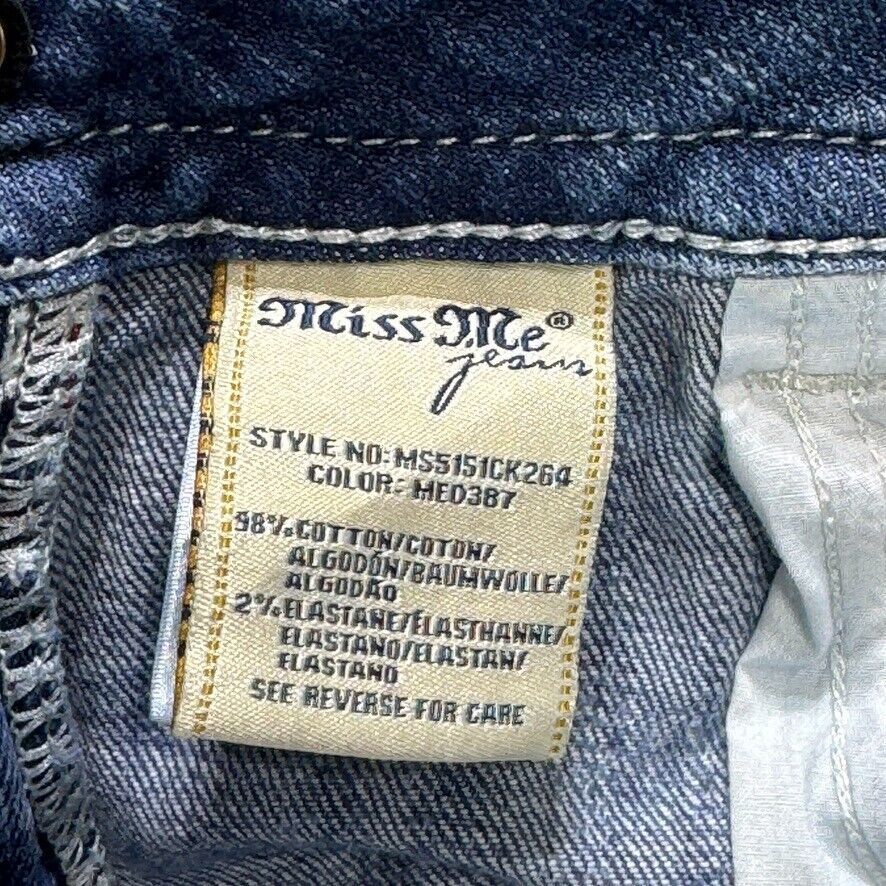 Miss Me®
jeans
STYLE NO: MS5151CK264
COLOR: MED387
98% COTTON/COTON/
ALGODÓN/BAUMWOLLE/
ALGODÃO
2% ELASTANE/ÉLASTHANNE/
ELASTANO/ELASTAN/
ELASTANO
SEE REVERSE FOR CARE